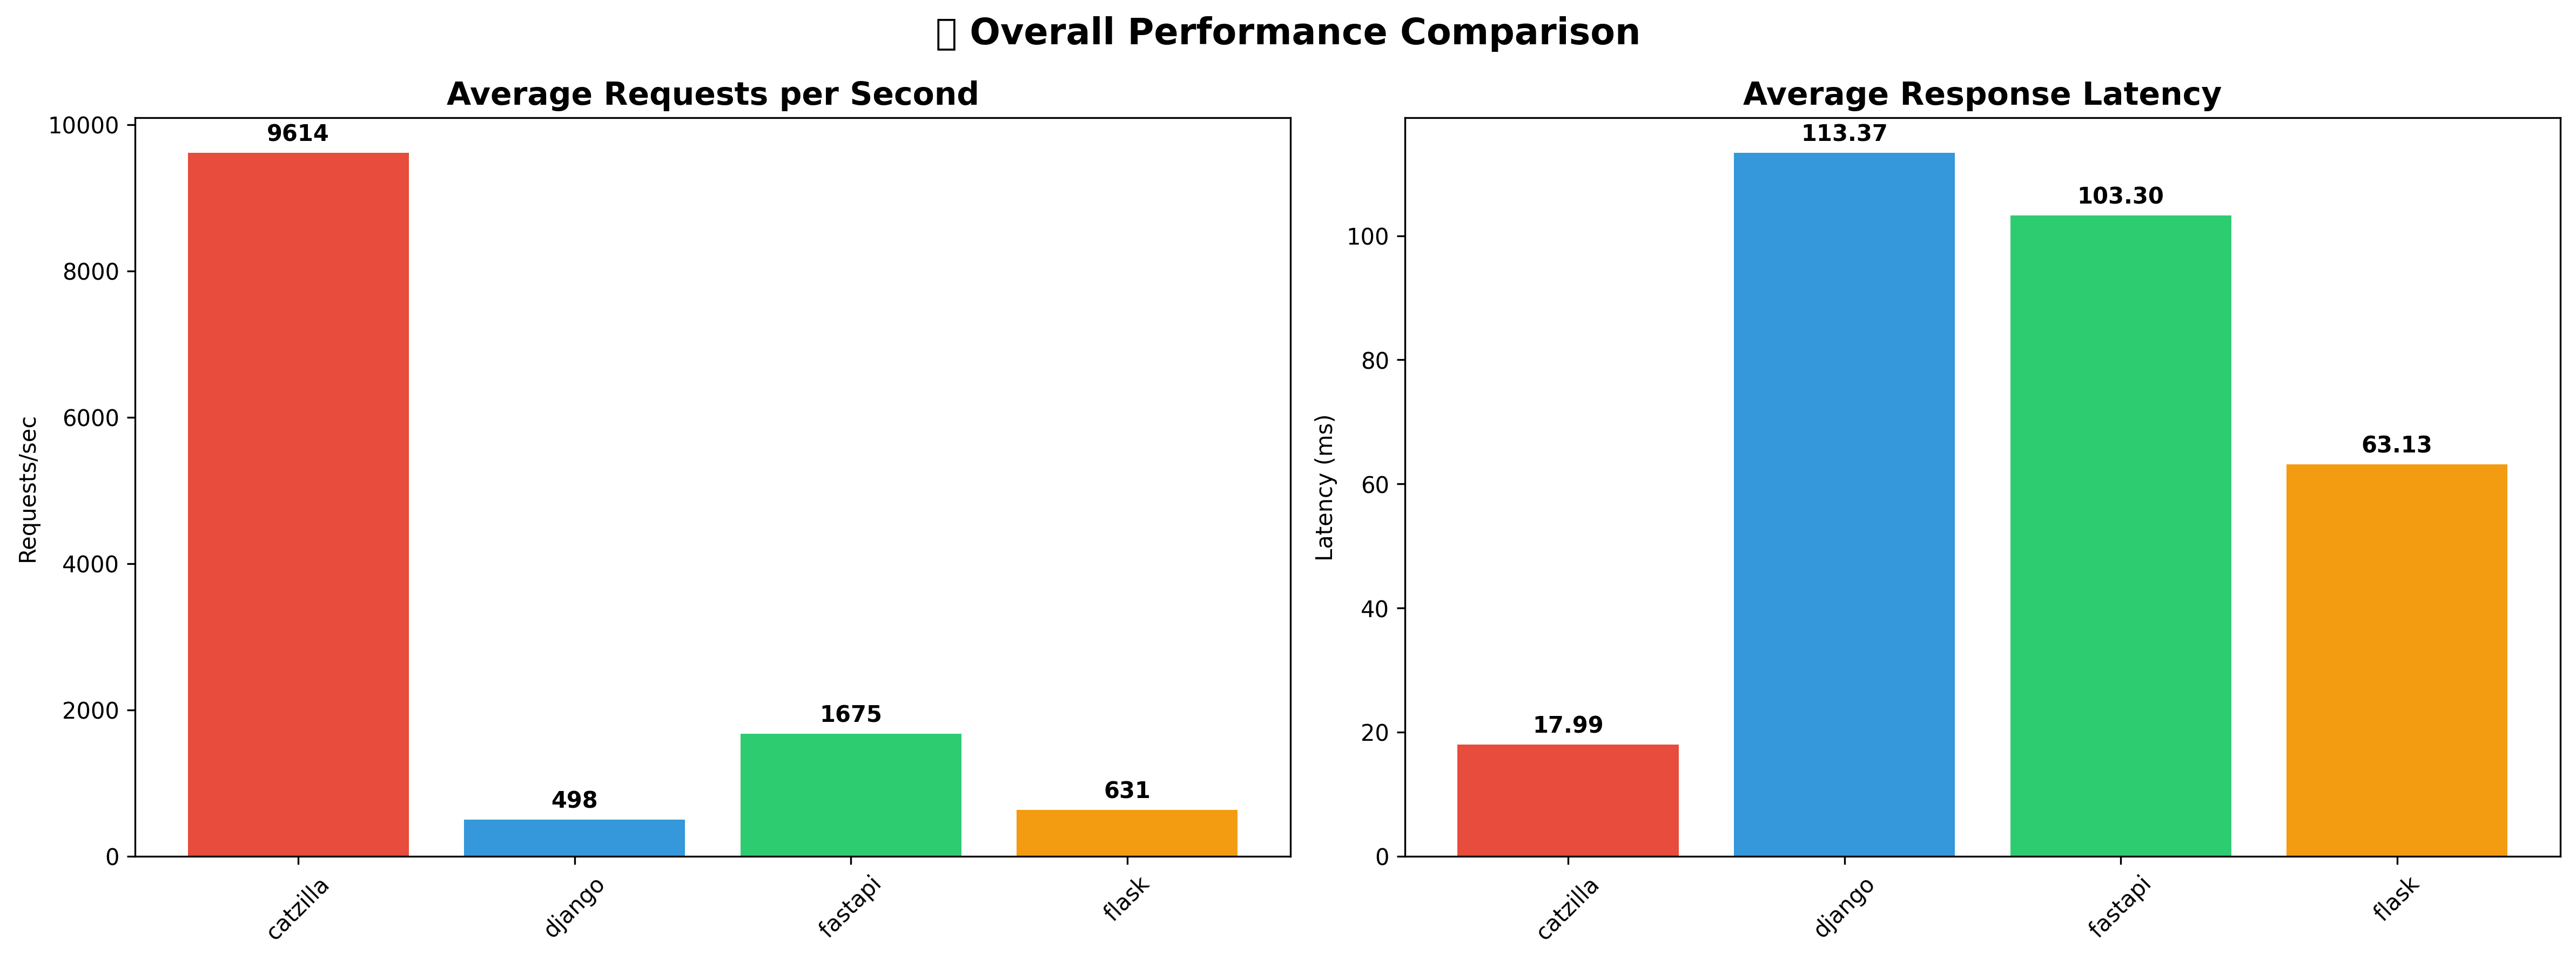 Overall Performance Comparison
Average Requests per Second
Requests/sec
10000
8000
6000
4000
2000
0
9614
498
1675
631
catzilla
django
fastapi
flask
Average Response Latency
Latency (ms)
100
80
60
40
20
0
17.99
113.37
103.30
63.13
catzilla
django
fastapi
flask